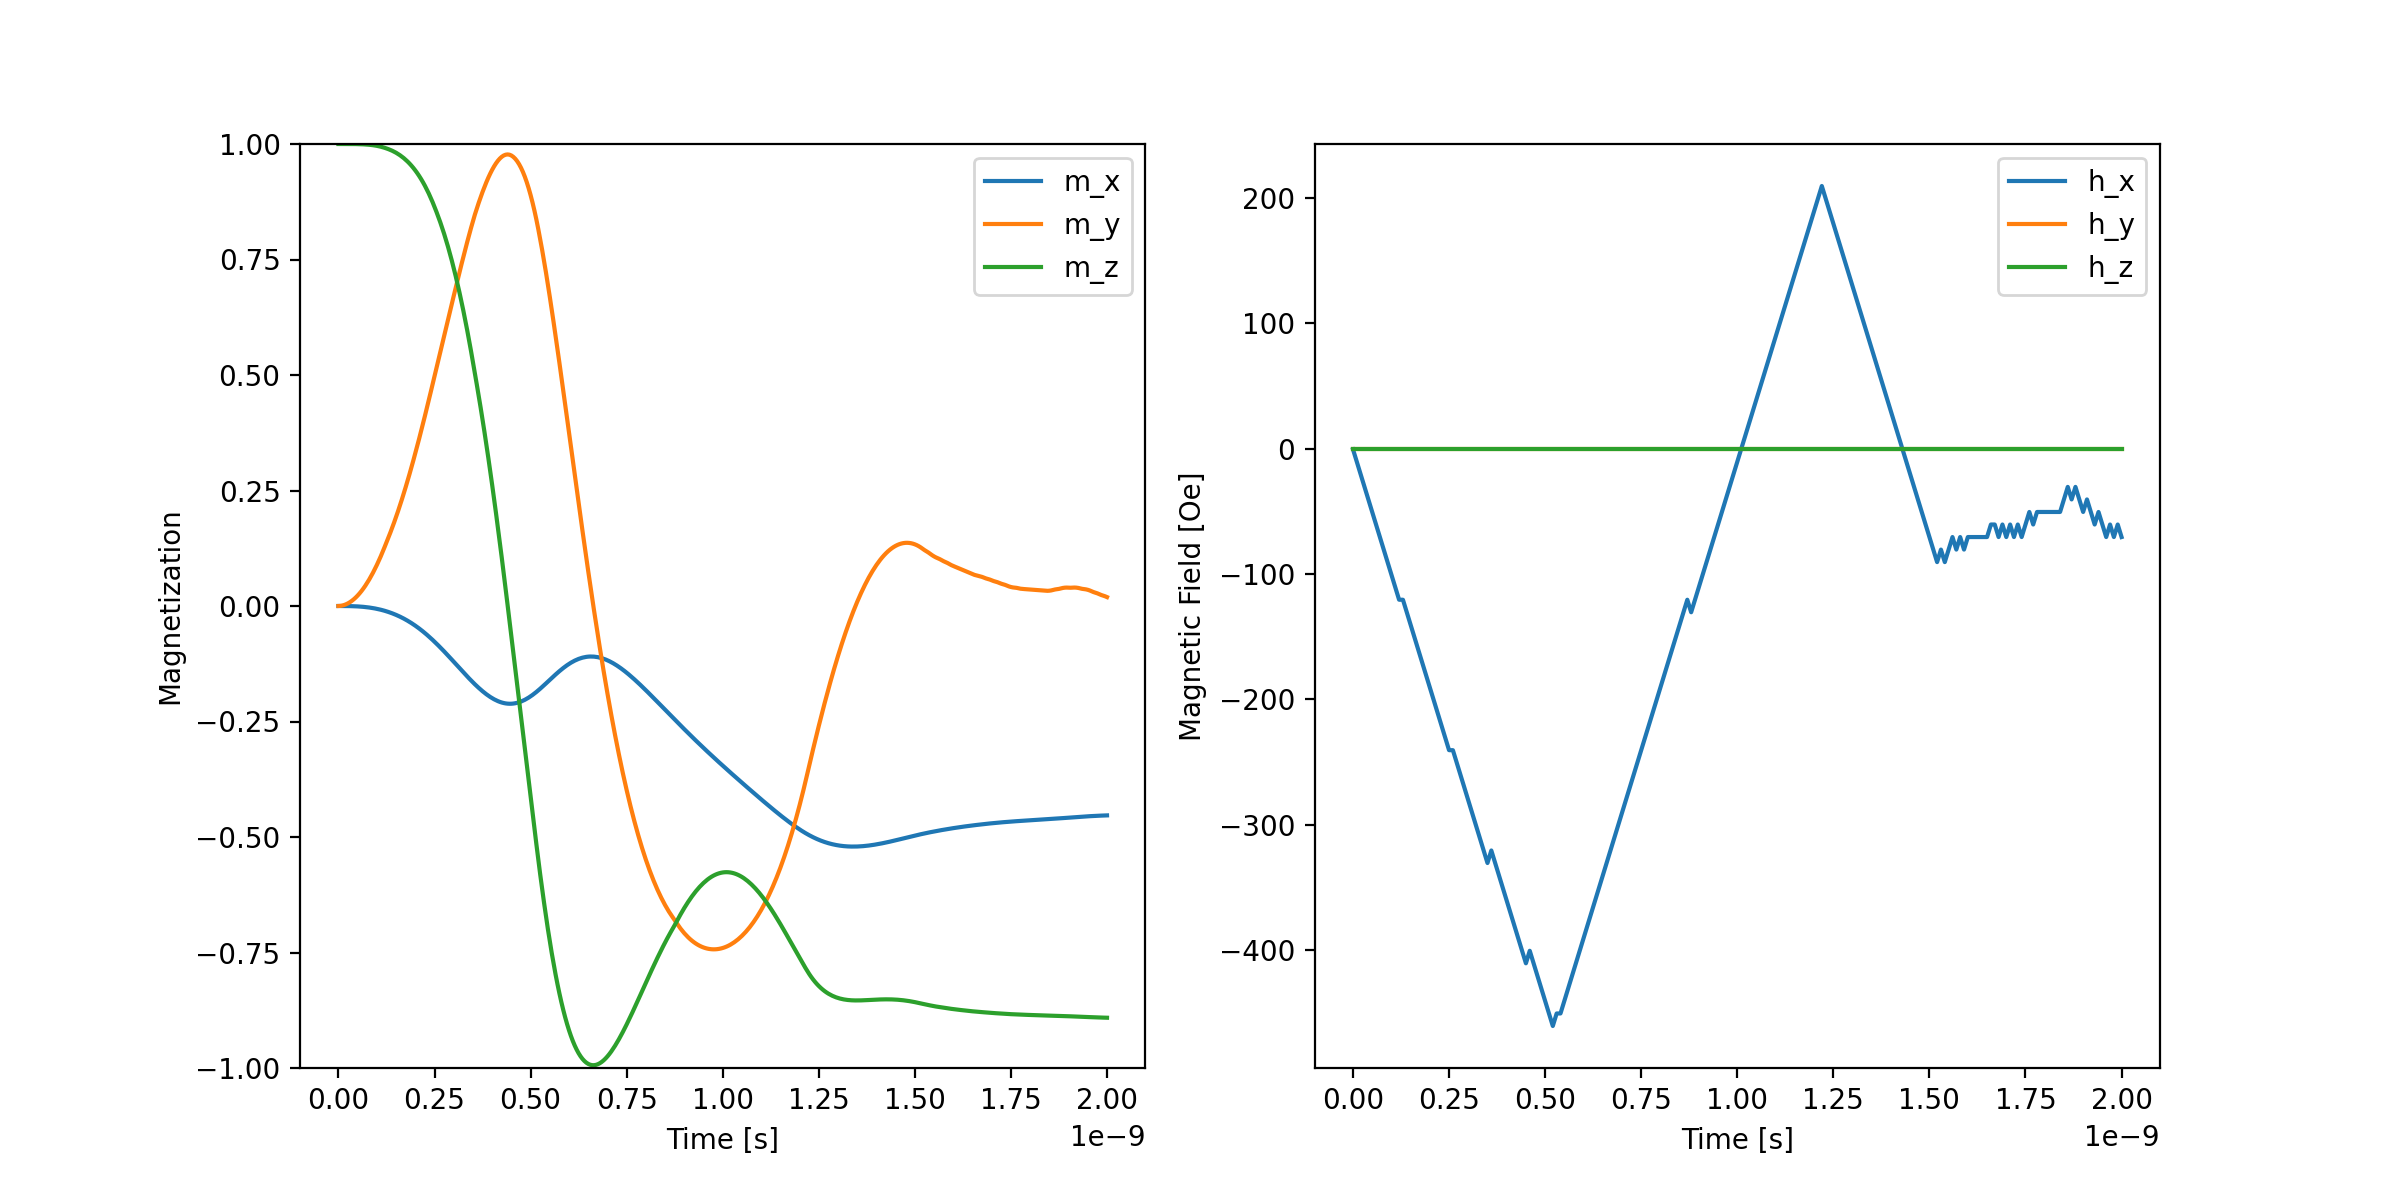 1.00
0.75
0.50
0.25
0.00
−0.25
−0.50
−0.75
−1.00
Magnetization
m_x
m_y
m_z
0.00 0.25 0.50 0.75 1.00 1.25 1.50 1.75 2.00
Time [s]
1e−9
200
100
0
−100
−200
−300
−400
Magnetic Field [Oe]
h_x
h_y
h_z
0.00 0.25 0.50 0.75 1.00 1.25 1.50 1.75 2.00
Time [s]
1e−9